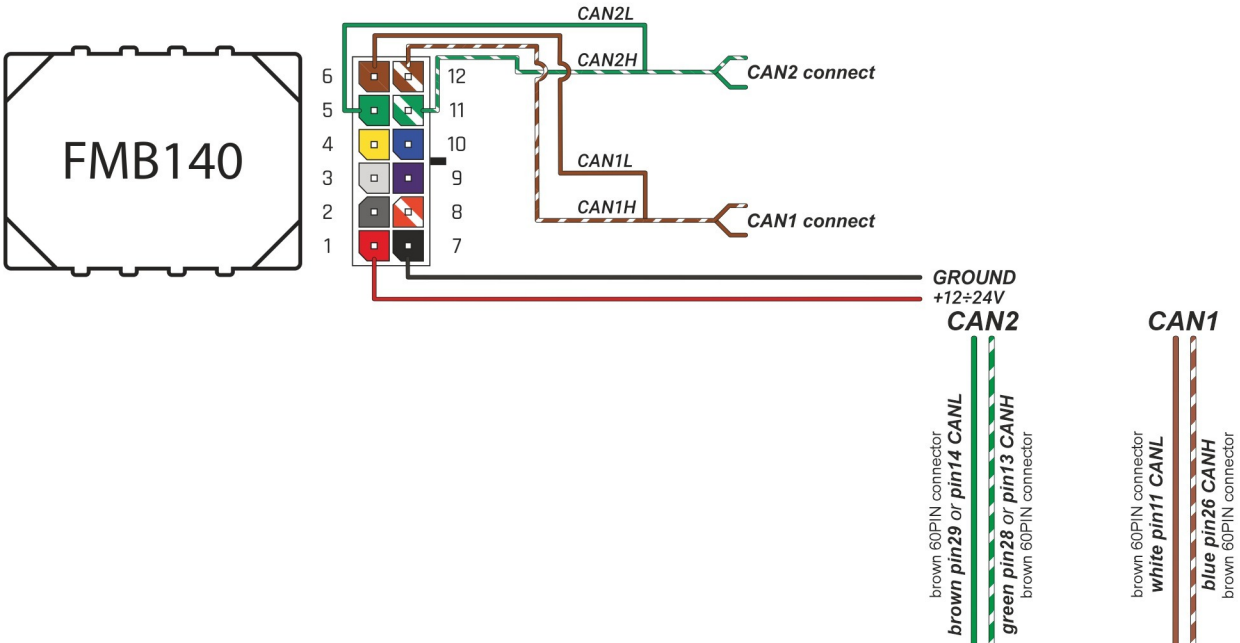 CAN2L
CAN2H
CAN2 connect
FMB140
6
12
5
11
4
10
3
9
2
8
1
7
CAN1L
CAN1H
CAN1 connect
GROUND
+12÷24V
CAN2
CAN1
brown 60PIN connector
brown pin29 or pin14 CANL
green pin28 or pin13 CANH
brown 60PIN connector
brown 60PIN connector
white pin11 CANL
blue pin26 CANH
brown 60PIN connector